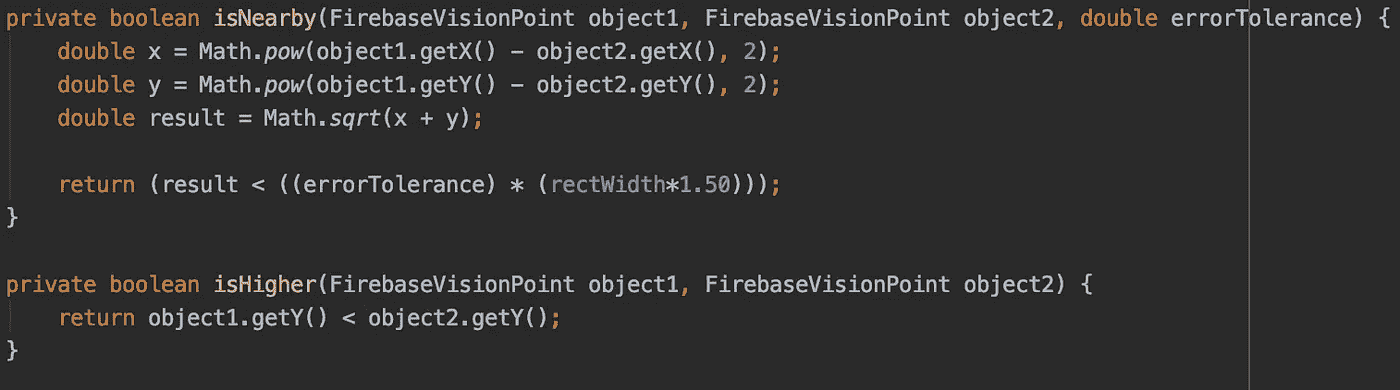 private boolean isNearby(FirebaseVisionPoint object1, FirebaseVisionPoint object2, double errorTolerance) {
    double x = Math.pow(object1.getX() - object2.getX(), 2);
    double y = Math.pow(object1.getY() - object2.getY(), 2);
    double result = Math.sqrt(x + y);

    return (result < ((errorTolerance) * (rectWidth*1.50)));
}

private boolean isHigher(FirebaseVisionPoint object1, FirebaseVisionPoint object2) {
    return object1.getY() < object2.getY();
}